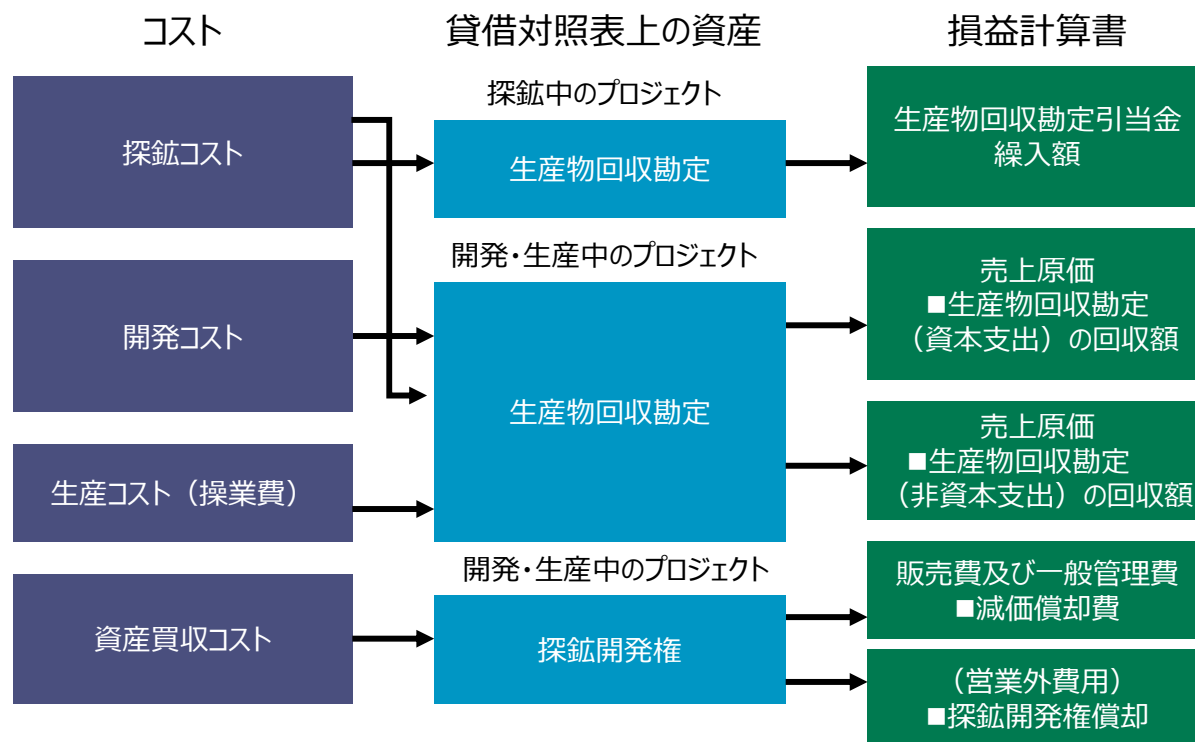 コスト
貸借対照表上の資産
損益計算書
探鉱コスト
開発コスト
生産コスト（操業費）
資産買収コスト
探鉱中のプロジェクト
生産物回収勘定
開発・生産中のプロジェクト
生産物回収勘定
開発・生産中のプロジェクト
探鉱開発権
生産物回収勘定引当金
繰入額
売上原価
■生産物回収勘定
（資本支出）の回収額
売上原価
■生産物回収勘定
（非資本支出）の回収額
販売費及び一般管理費
■減価償却費
（営業外費用）
■探鉱開発権償却